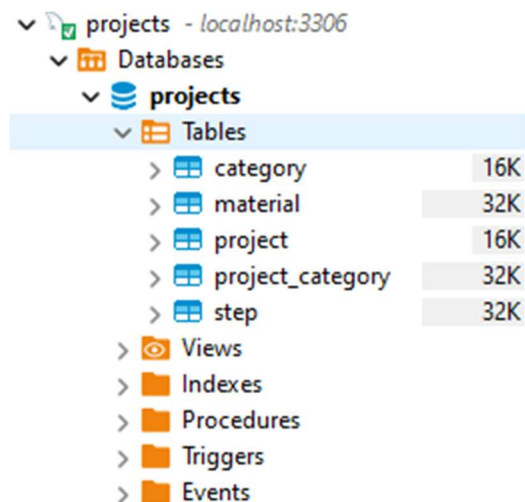 projects - localhost:3306
Databases
projects
Tables
category 16K
material 32K
project 16K
project_category 32K
step 32K
Views
Indexes
Procedures
Triggers
Events